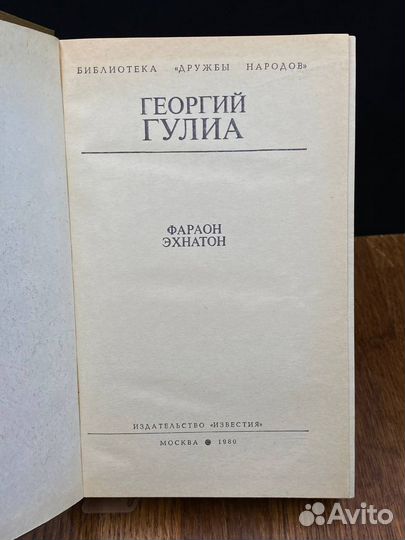 БИБЛИОТЕКА «ДРУЖБЫ НАРОДОВ»
ГЕОРГИЙ
ГУЛИА
ФАРАОН
ЭХНАТОН
ИЗДАТЕЛЬСТВО «ИЗВЕСТИЯ»
МОСКВА ● 1980
Avito